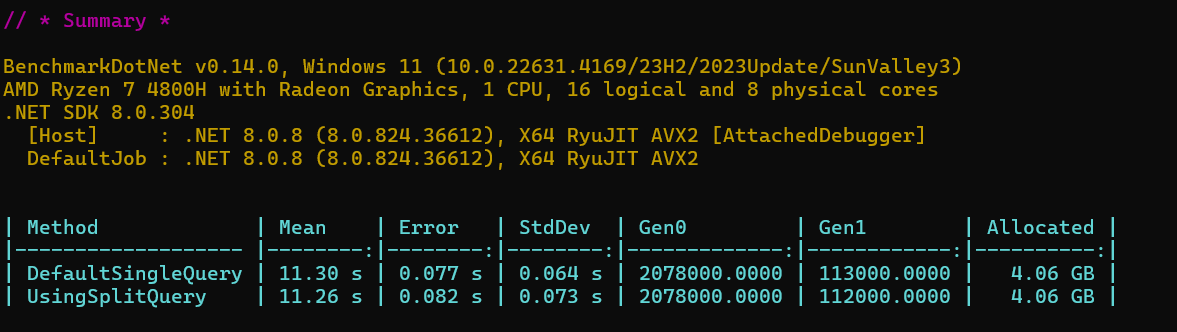 // * Summary *
BenchmarkDotNet v0.14.0, Windows 11 (10.0.22631.4169/23H2/2023Update/SunValley3)
AMD Ryzen 7 4800H with Radeon Graphics, 1 CPU, 16 logical and 8 physical cores
.NET SDK 8.0.304
  [Host]     : .NET 8.0.8 (8.0.824.36612), X64 RyuJIT AVX2 [AttachedDebugger]
  DefaultJob : .NET 8.0.8 (8.0.824.36612), X64 RyuJIT AVX2
| Method             | Mean    | Error   | StdDev  | Gen0         | Gen1        | Allocated |
|------------------- |--------:|--------:|--------:|-------------:|------------:|----------:|
| DefaultSingleQuery | 11.30 s | 0.077 s | 0.064 s | 2078000.0000 | 113000.0000 |   4.06 GB |
| UsingSplitQuery    | 11.26 s | 0.082 s | 0.073 s | 2078000.0000 | 112000.0000 |   4.06 GB |